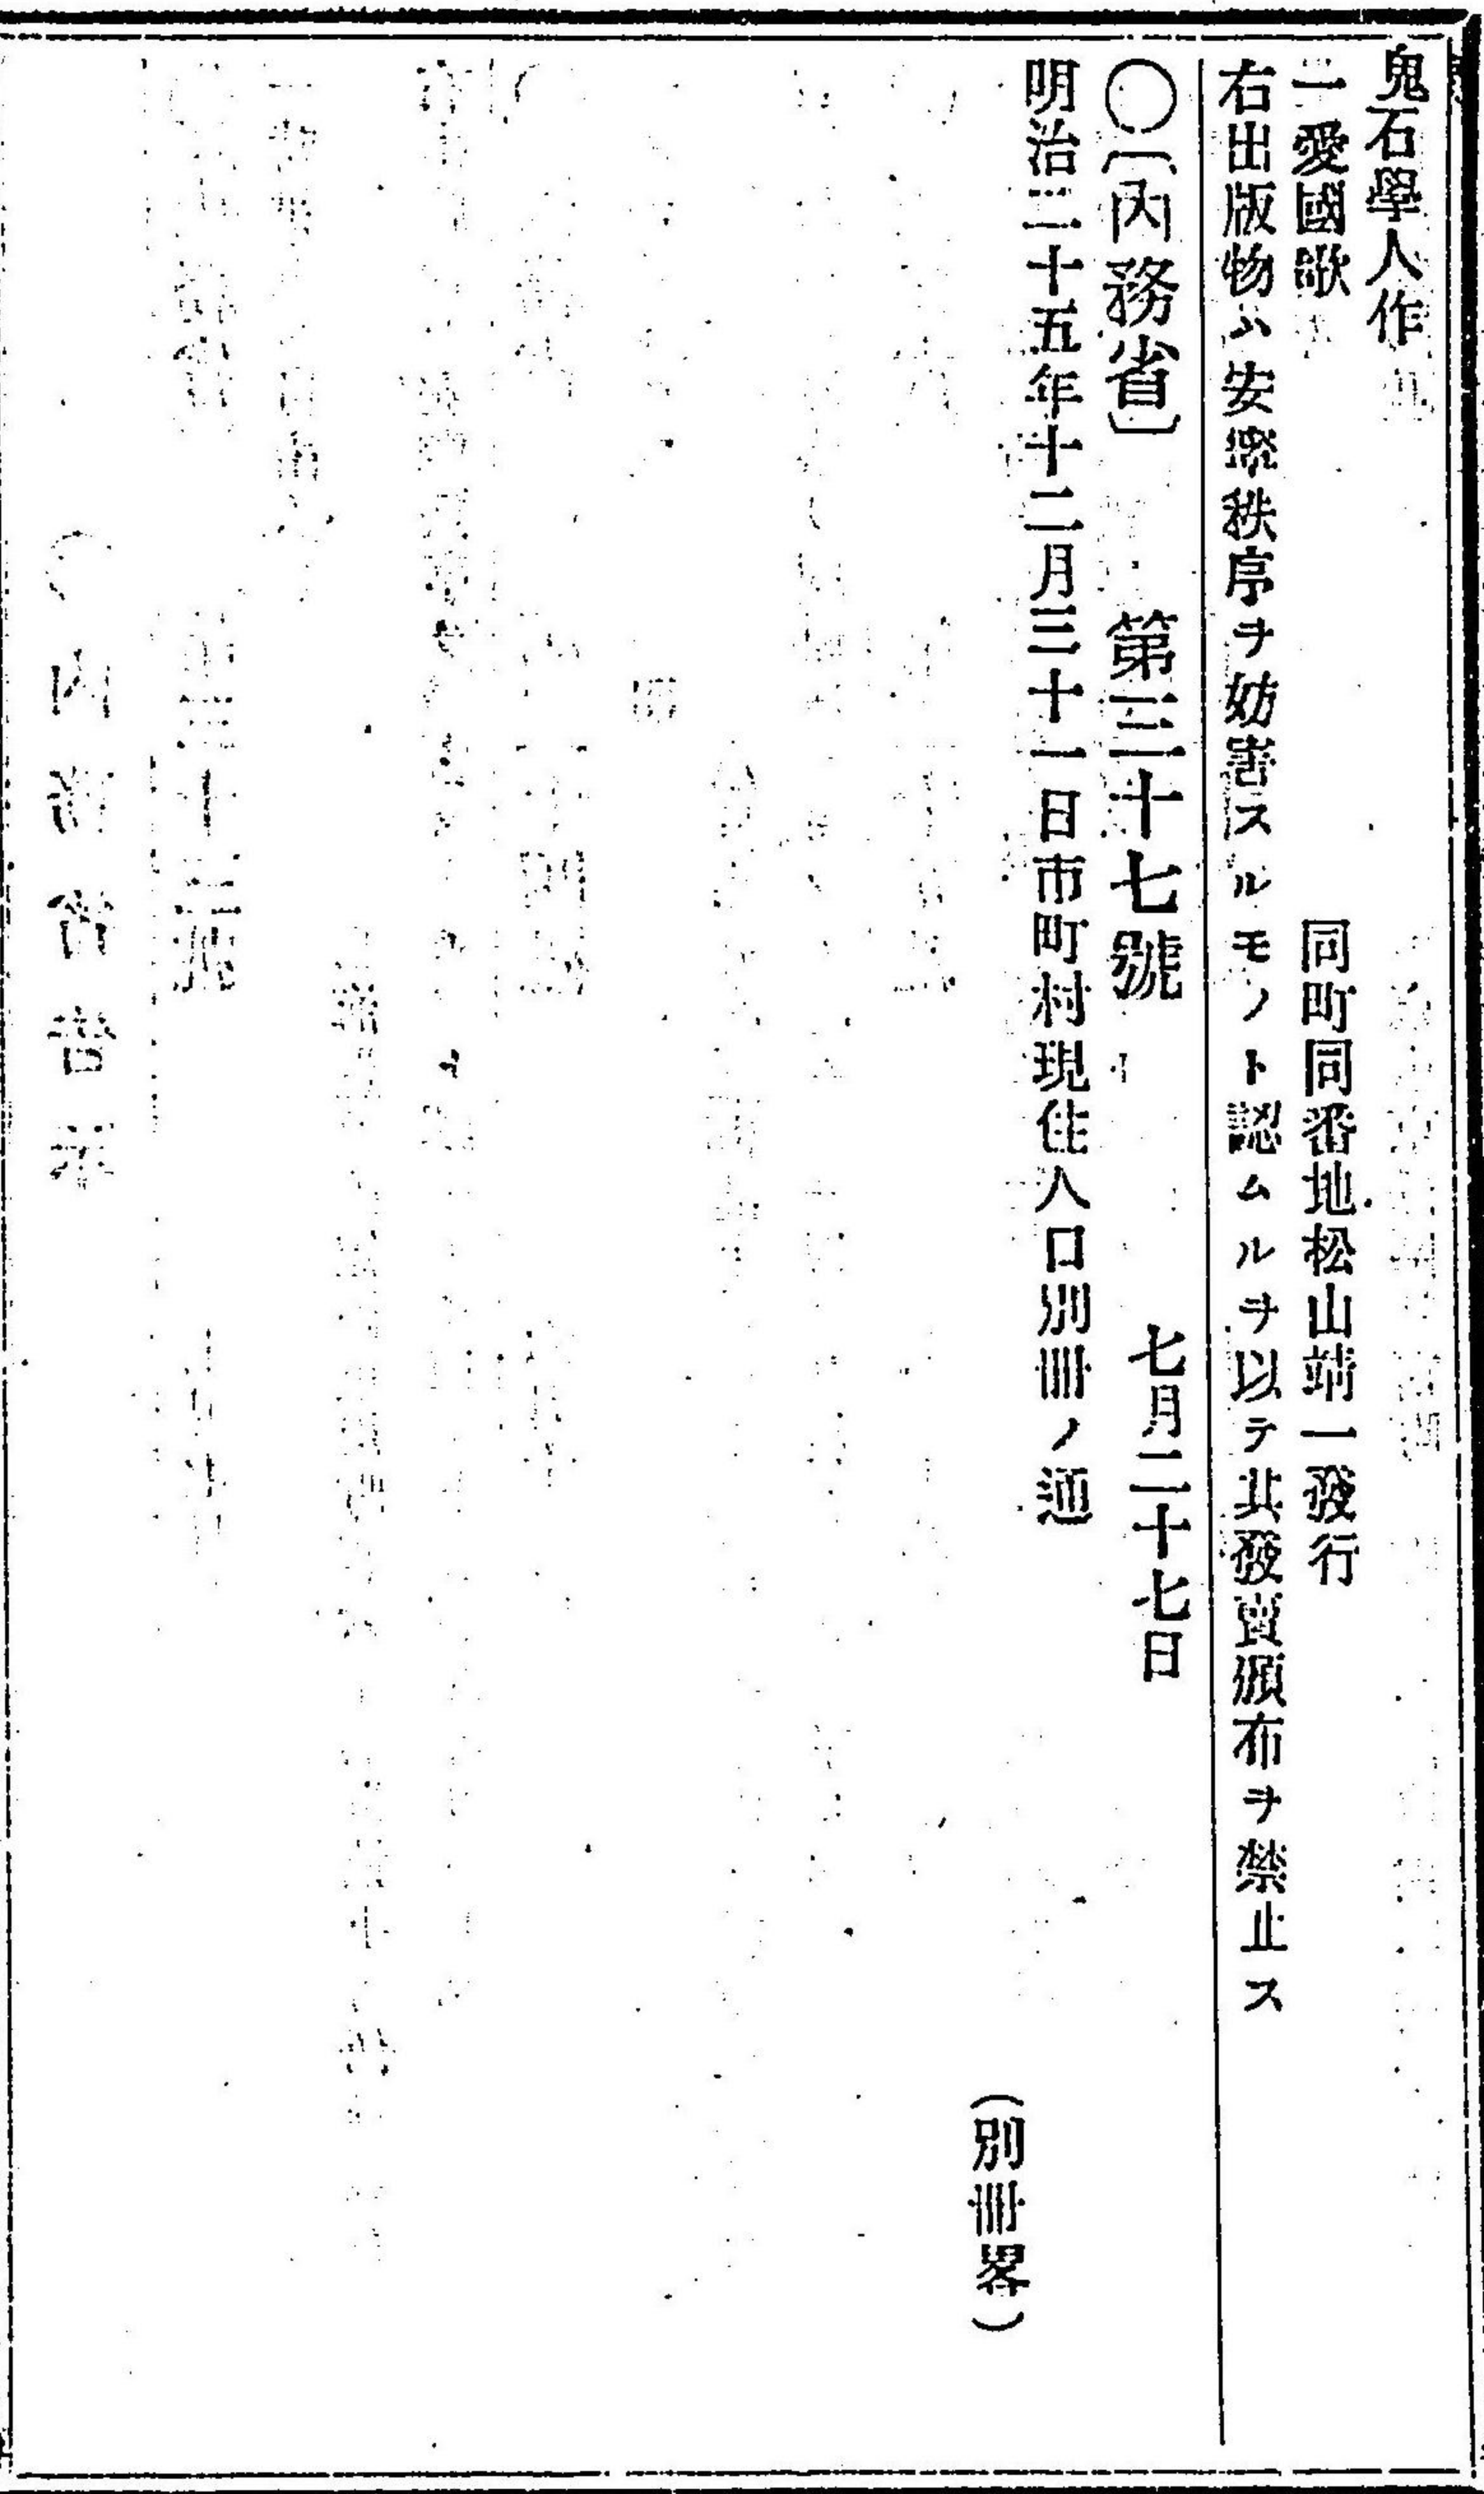 鬼石學人作
一愛國歌
同町同番地松山靖一發行
右出版物ハ安寧秩序ヲ妨害スルモノト認ムルヲ以テ其發賣頒布ヲ禁止ス
〇〔內務省〕 第三十七號 七月二十七日
明治二十五年十二月三十一日市町村現住人口別冊ノ通
(別冊畧)